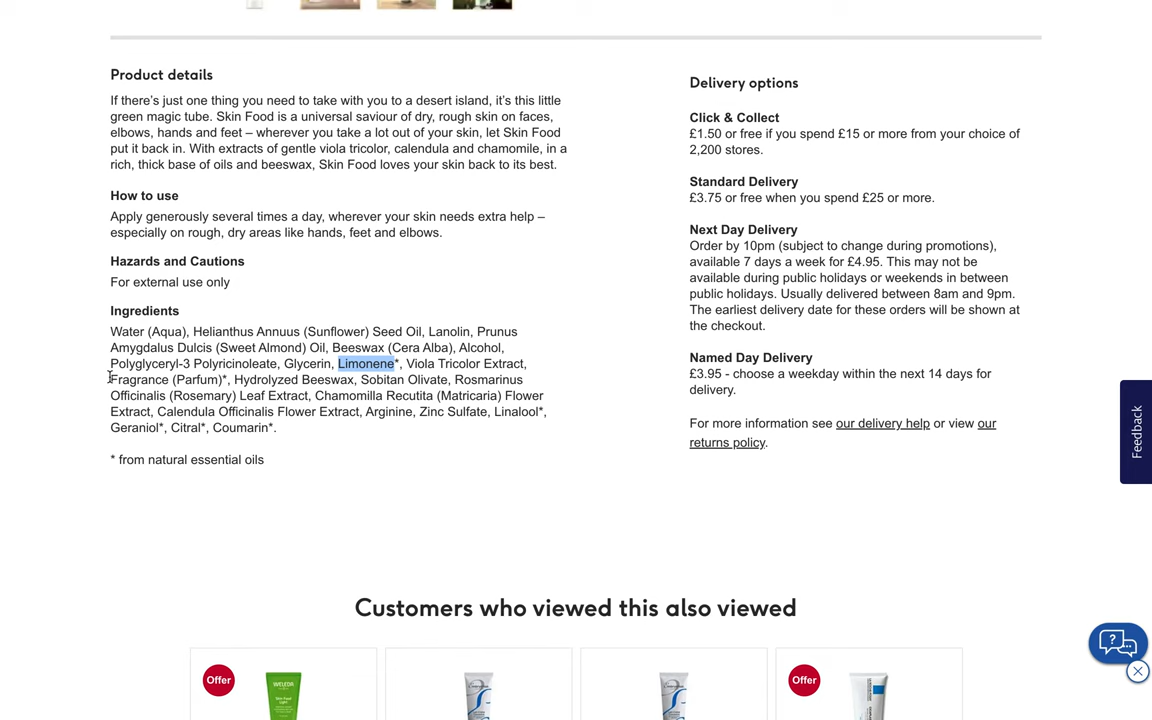 Product details
If there's just one thing you need to take with you to a desert island, it's this little
green magic tube. Skin Food is a universal saviour of dry, rough skin on faces,
elbows, hands and feet – wherever you take a lot out of your skin, let Skin Food
put it back in. With extracts of gentle viola tricolor, calendula and chamomile, in a
rich, thick base of oils and beeswax, Skin Food loves your skin back to its best.
How to use
Apply generously several times a day, wherever your skin needs extra help –
especially on rough, dry areas like hands, feet and elbows.
Hazards and Cautions
For external use only
Ingredients
Water (Aqua), Helianthus Annuus (Sunflower) Seed Oil, Lanolin, Prunus
Amygdalus Dulcis (Sweet Almond) Oil, Beeswax (Cera Alba), Alcohol,
Polyglyceryl-3 Polyricinoleate, Glycerin, Limonene*, Viola Tricolor Extract,
Fragrance (Parfum)*, Hydrolyzed Beeswax, Sobitan Olivate, Rosmarinus
Officinalis (Rosemary) Leaf Extract, Chamomilla Recutita (Matricaria) Flower
Extract, Calendula Officinalis Flower Extract, Arginine, Zinc Sulfate, Linalool*,
Geraniol*, Citral*, Coumarin*.
* from natural essential oils
Delivery options
Click & Collect
£1.50 or free if you spend £15 or more from your choice of
2,200 stores.
Standard Delivery
£3.75 or free when you spend £25 or more.
Next Day Delivery
Order by 10pm (subject to change during promotions),
available 7 days a week for £4.95. This may not be
available during public holidays or weekends in between
public holidays. Usually delivered between 8am and 9pm.
The earliest delivery date for these orders will be shown at
the checkout.
Named Day Delivery
£3.95 - choose a weekday within the next 14 days for
delivery.
For more information see our delivery help or view our
returns policy.
Feedback
Customers who viewed this also viewed
Offer
WELEDA
Offer